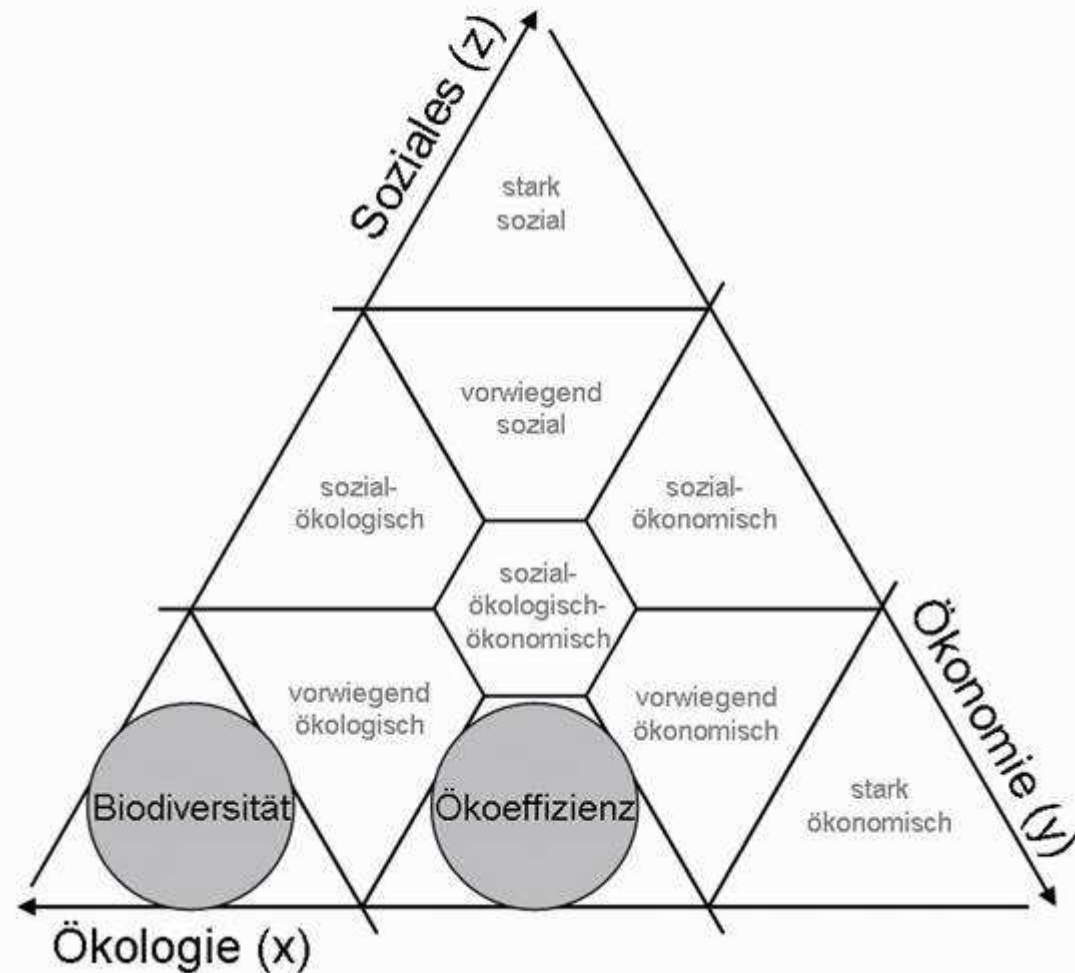 Soziales (z)
stark
sozial
vorwiegend
sozial
sozial-
ökologisch
sozial-
ökonomisch
sozial-
ökologisch-
ökonomisch
vorwiegend
ökologisch
vorwiegend
ökonomisch
Ökonomie (y)
Biodiversität
Ökoeffizienz
stark
ökonomisch
Ökologie (x)